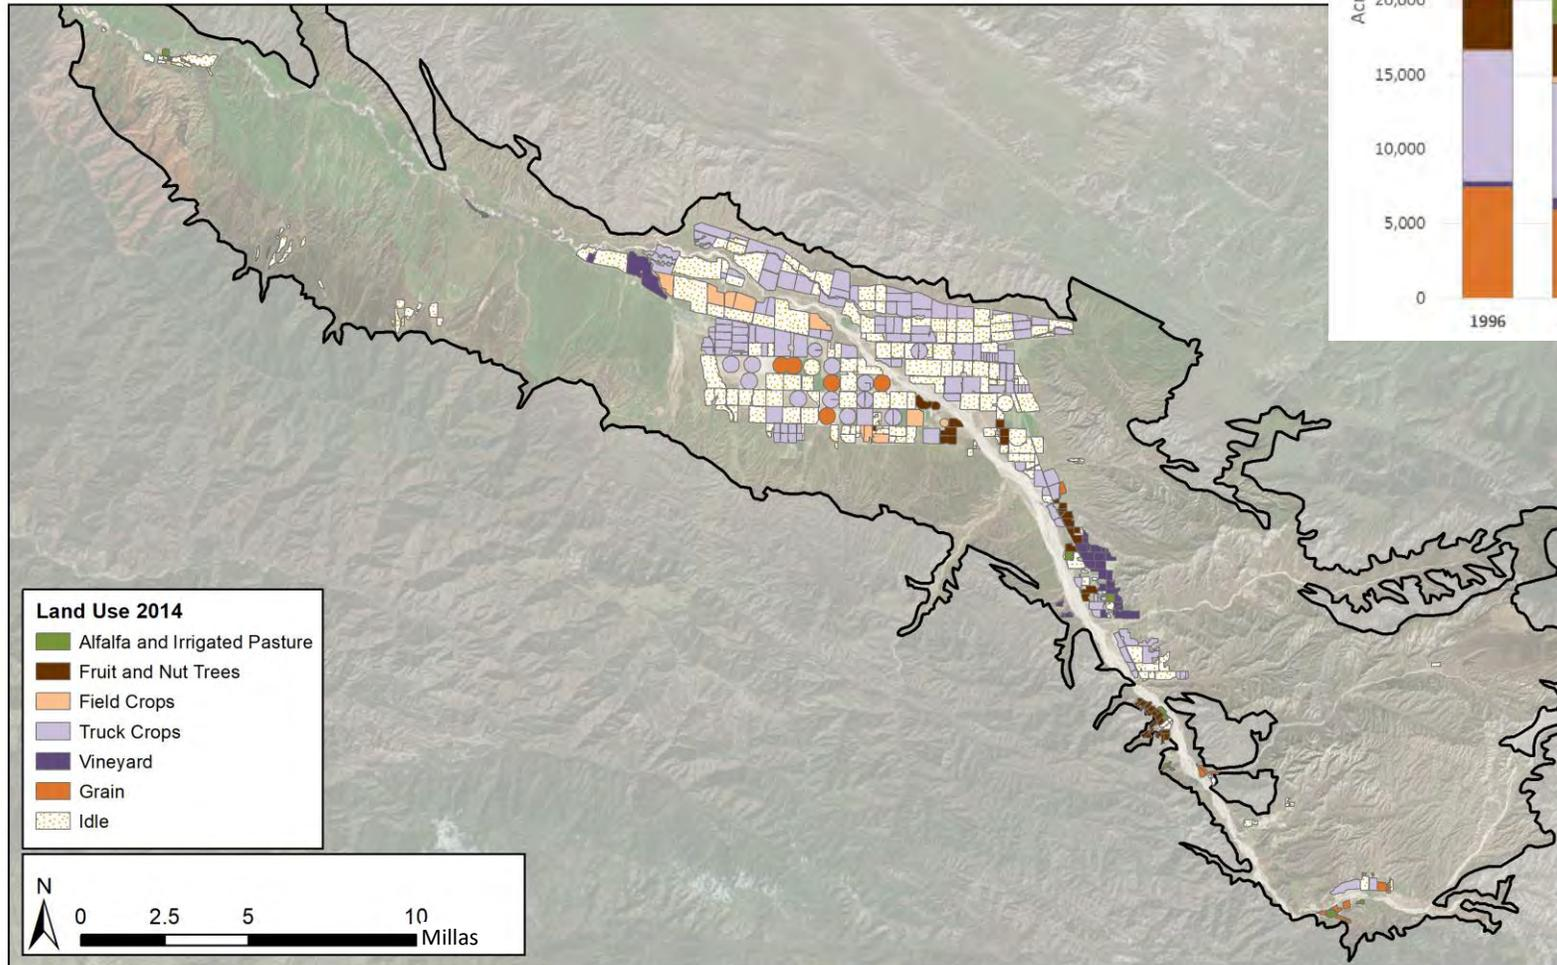 Land Use 2014
Alfalfa and Irrigated Pasture
Fruit and Nut Trees
Field Crops
Truck Crops
Vineyard
Grain
Idle
N
0 2.5 5 10
Millas
15,000
10,000
5,000
0
1996